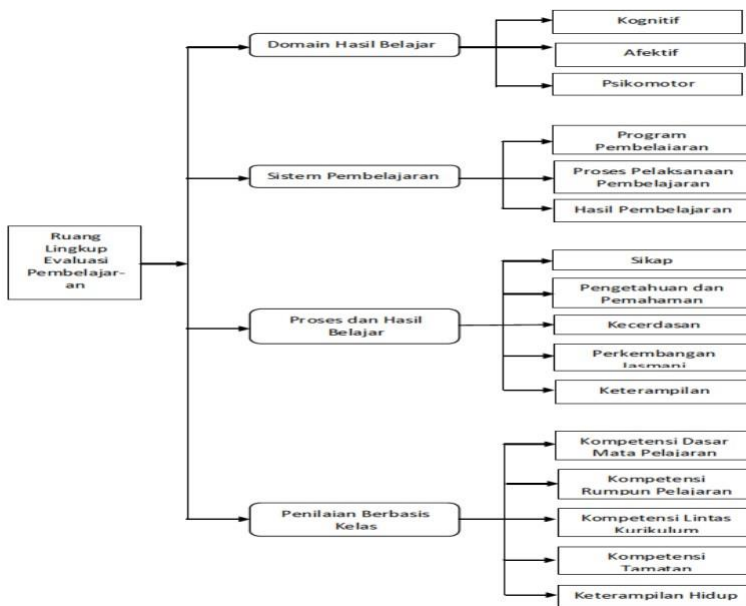 Ruang
Lingkup
Evaluasi
Pembelajar-
an
Domain Hasil Belajar
Kognitif
Afektif
Psikomotor
Sistem Pembelajaran
Program
Pembelajaran
Proses Pelaksanaan
Pembelajaran
Hasil Pembelajaran
Proses dan Hasil
Belajar
Sikap
Pengetahuan dan
Pemahaman
Kecerdasan
Perkembangan
Jasmani
Keterampilan
Penilaian Berbasis
Kelas
Kompetensi Dasar
Mata Pelajaran
Kompetensi
Rumpun Pelajaran
Kompetensi Lintas
Kurikulum
Kompetensi
Tamatan
Keterampilan Hidup